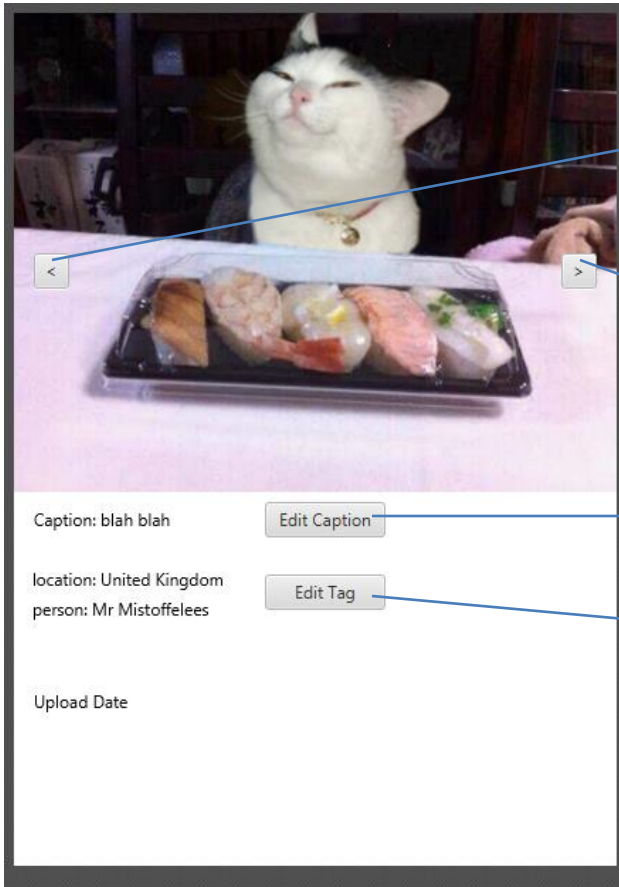 <
>
Caption: blah blah
Edit Caption
location: United Kingdom
Edit Tag
person: Mr Mistoffelees
Upload Date